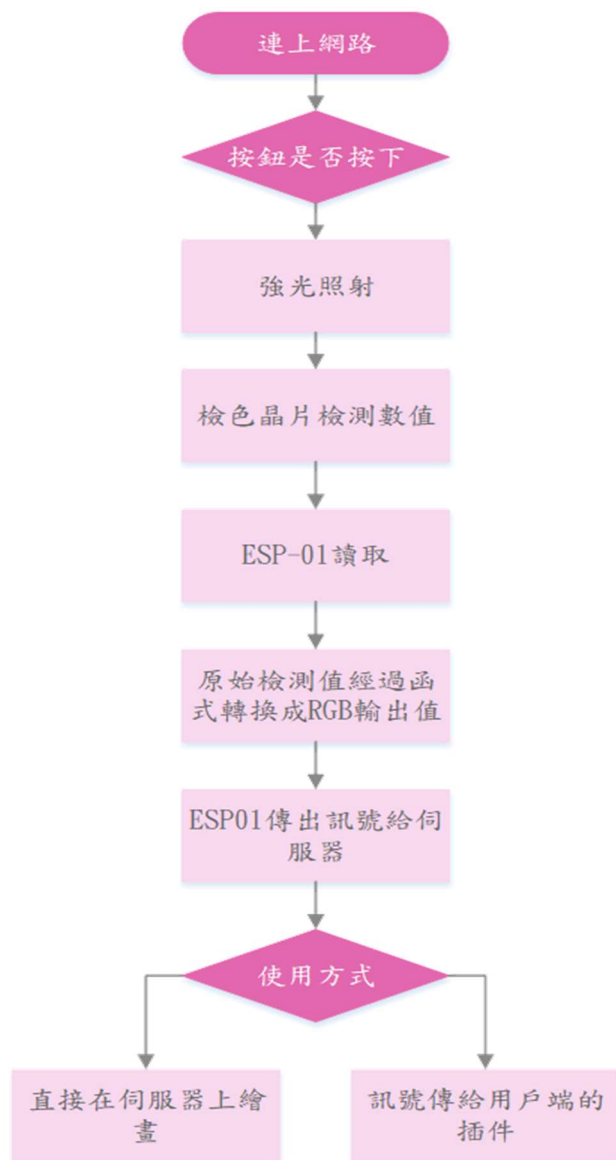 連上網路
按鈕是否按下
強光照射
檢色晶片檢測數值
ESP-01讀取
原始檢測值經過函
式轉換成RGB輸出值
ESP01傳出訊號給伺
服器
使用方式
直接在伺服器上繪
畫
訊號傳給用戶端的
插件